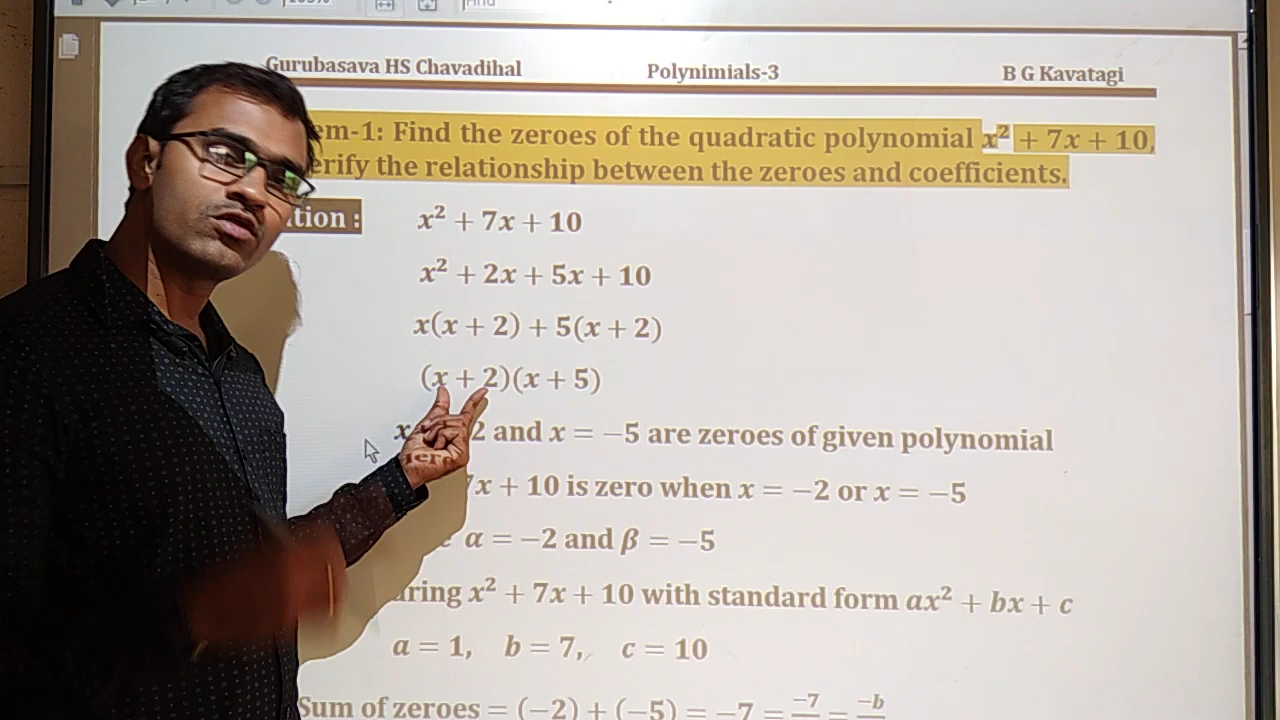 Gurubasava HS Chavadihal Polynimials-3 B G Kavatagi
em-1: Find the zeroes of the quadratic polynomial x² + 7x + 10,
erify the relationship between the zeroes and coefficients.
tion : x² + 7x + 10
x² + 2x + 5x + 10
x(x + 2) + 5(x + 2)
(x + 2)(x + 5)
x 2 and x = −5 are zeroes of given polynomial
7x + 10 is zero when x = −2 or x = −5
α = −2 and β = −5
ring x² + 7x + 10 with standard form ax² + bx + c
a = 1, b = 7, c = 10
Sum of zeroes = (−2) + (−5) = −7 = −7 = −b